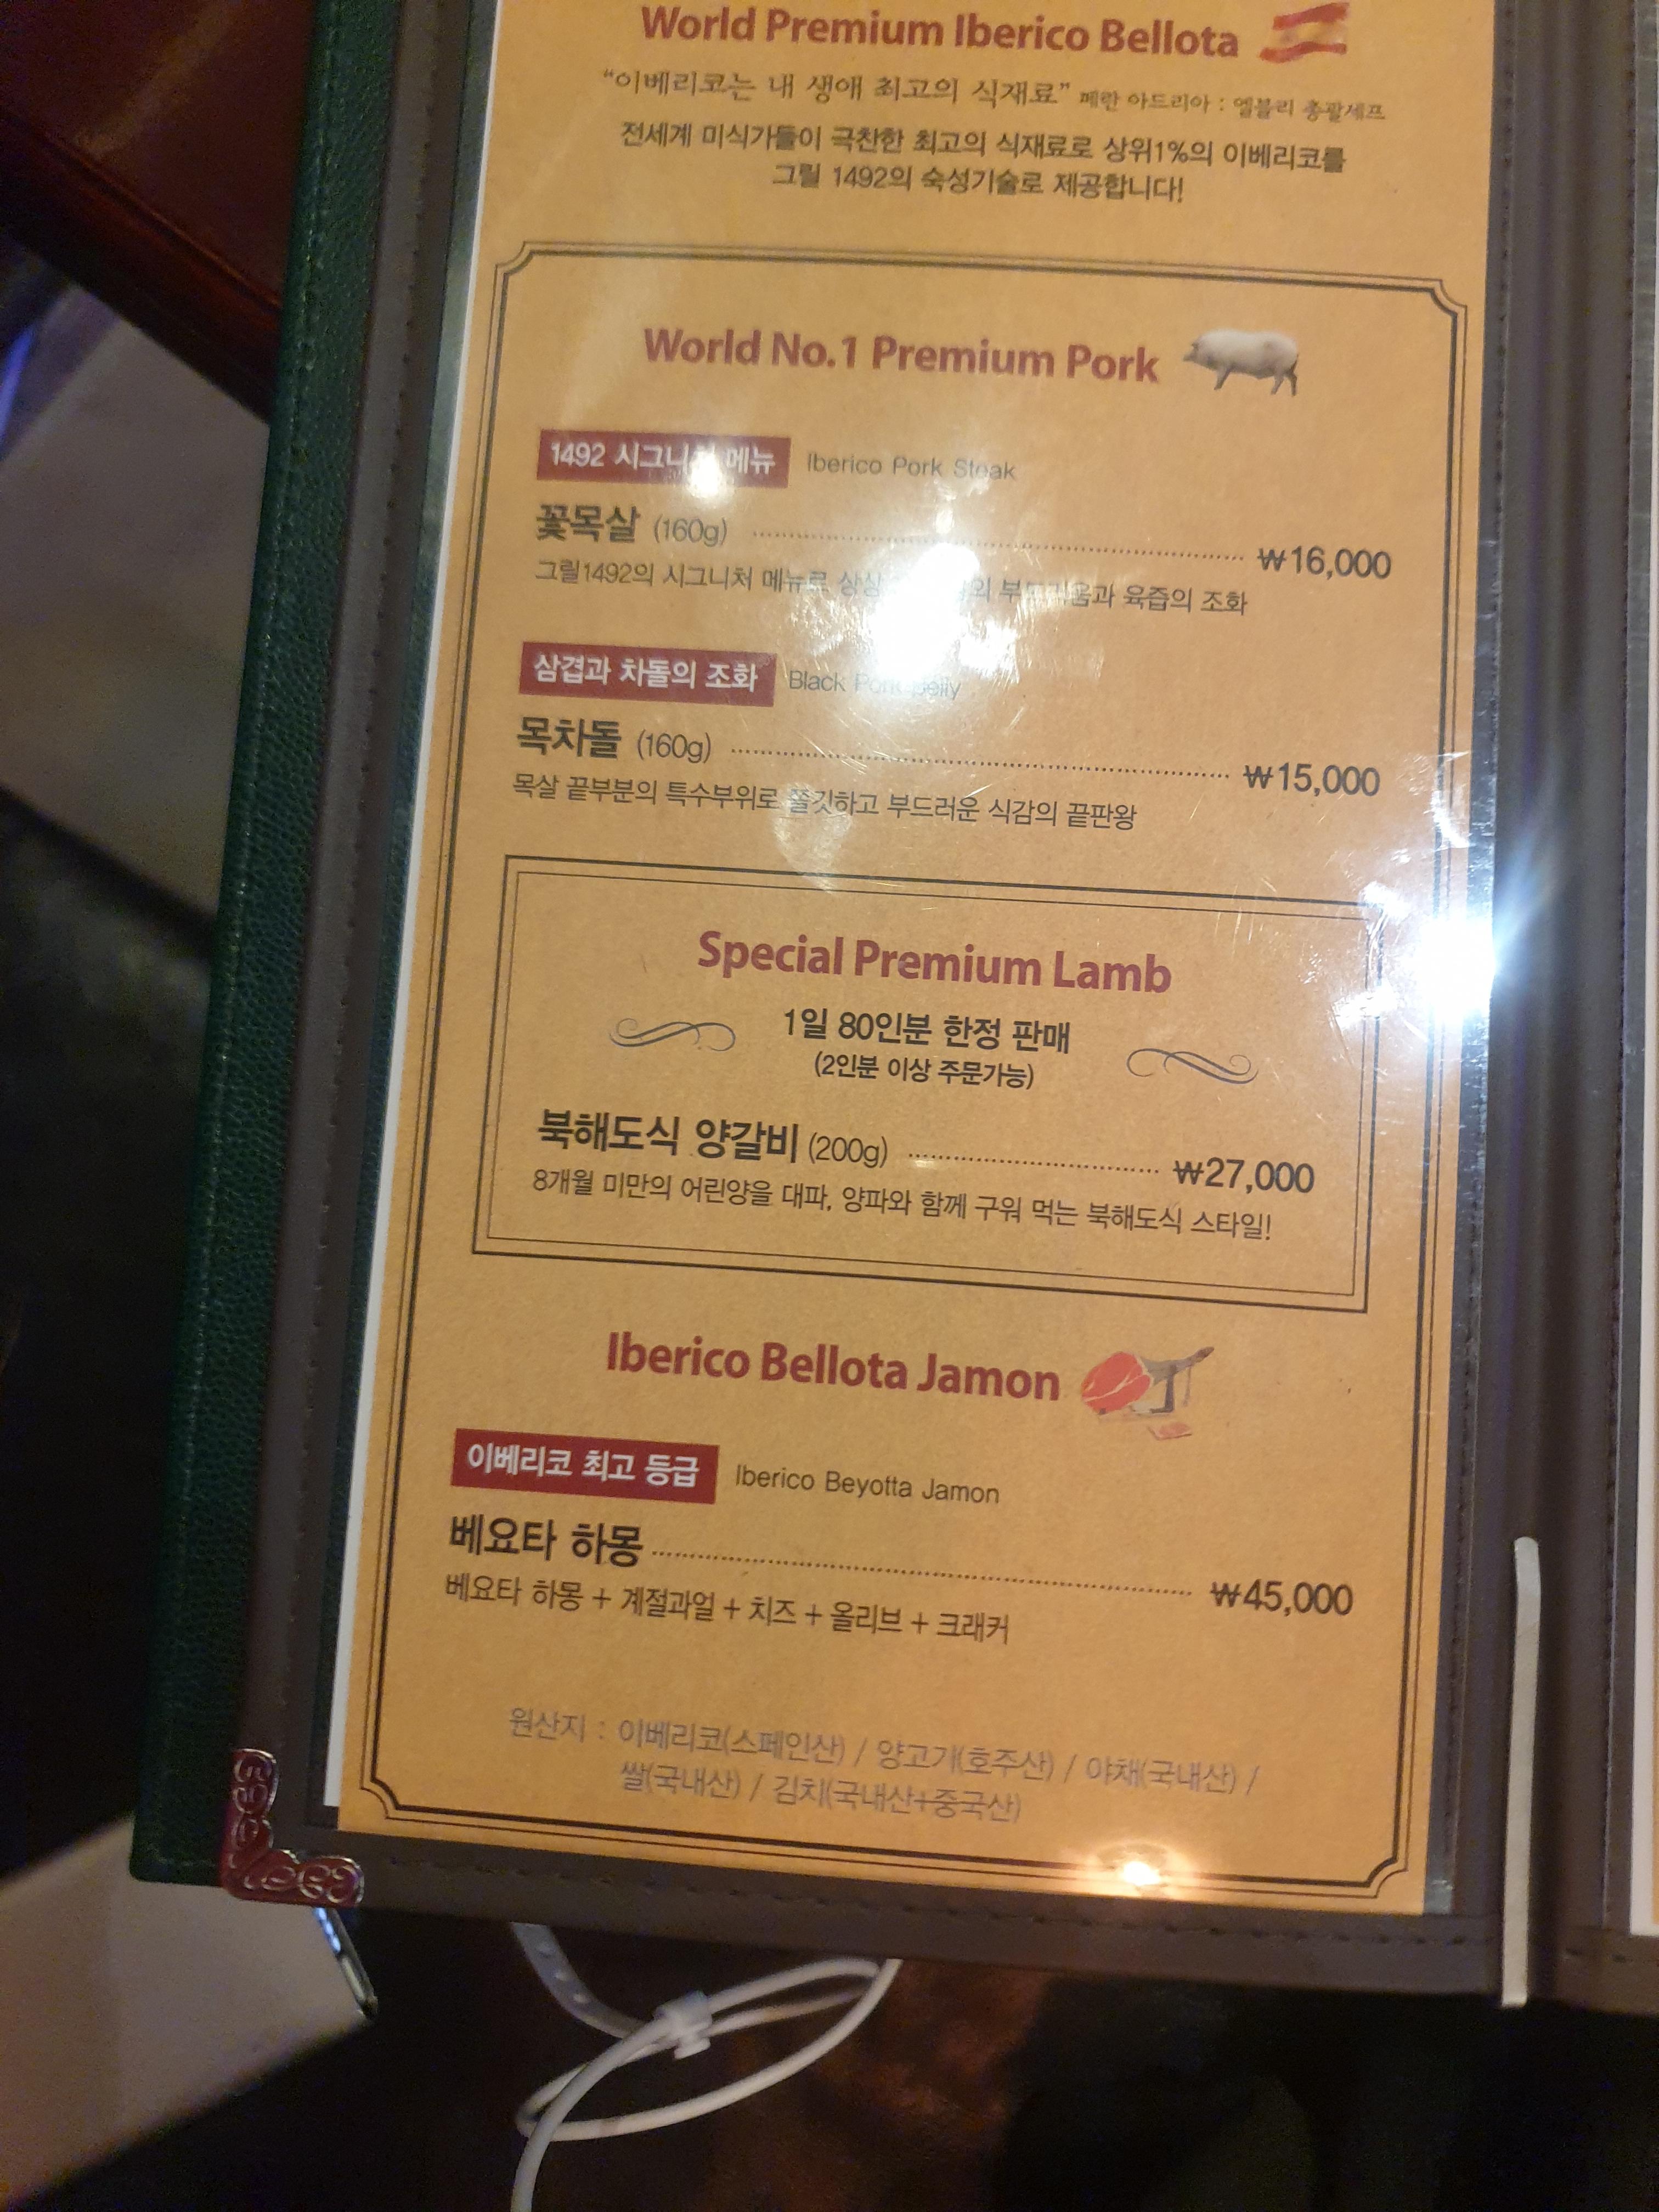 World Premium Iberico Bellota
"이베리코는 내 생애 최고의 식재료" 페란 아드리아 : 엘블리 총괄셰프
전세계 미식가들이 극찬한 최고의 식재료로 상위1%의 이베리코를
그릴 1492의 숙성기술로 제공합니다!
World No.1 Premium Pork
1492 시그니처 메뉴 Iberico Pork Steak
꽃목살 (160g) ₩16,000
그릴1492의 시그니처 메뉴로 부드러움과 육즙의 조화
삼겹과 차돌의 조화 Black Pork Belly
목차돌 (160g) ₩15,000
목살 끝부분의 특수부위로 쫄깃하고 부드러운 식감의 끝판왕
Special Premium Lamb
1일 80인분 한정 판매
(2인분 이상 주문가능)
북해도식 양갈비 (200g) ₩27,000
8개월 미만의 어린양을 대파, 양파와 함께 구워 먹는 북해도식 스타일!
Iberico Bellota Jamon
이베리코 최고 등급 Iberico Beyotta Jamon
베요타 하몽 ₩45,000
베요타 하몽 + 계절과일 + 치즈 + 올리브 + 크래커
원산지 : 이베리코(스페인산) / 양고기(호주산) / 야채(국내산) /
쌀(국내산) / 김치(국내산+중국산)